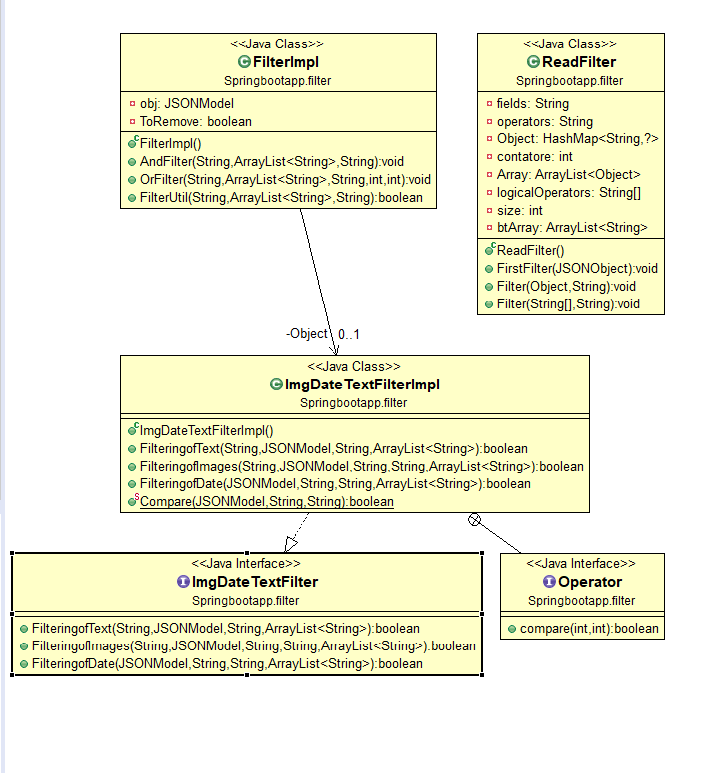 <<Java Class>>
FilterImpl
Springbootapp.filter
obj: JSONModel
ToRemove: boolean
FilterImpl()
AndFilter(String,ArrayList<String>,String):void
OrFilter(String,ArrayList<String>,String,int,int):void
FilterUtil(String,ArrayList<String>,String):boolean
<<Java Class>>
ReadFilter
Springbootapp.filter
fields: String
operators: String
Object: HashMap<String,?>
contatore: int
Array: ArrayList<Object>
logicalOperators: String[]
size: int
btArray: ArrayList<String>
ReadFilter()
FirstFilter(JSONObject):void
Filter(Object,String):void
Filter(String[],String):void
-Object 0..1
<<Java Class>>
ImgDateTextFilterImpl
Springbootapp.filter
ImgDateTextFilterImpl()
FilteringofText(String,JSONModel,String,ArrayList<String>):boolean
FilteringofImages(String,JSONModel,String,String,ArrayList<String>):boolean
FilteringofDate(JSONModel,String,String,ArrayList<String>):boolean
Compare(JSONModel,String,String):boolean
<<Java Interface>>
ImgDateTextFilter
Springbootapp.filter
FilteringofText(String,JSONModel,String,ArrayList<String>):boolean
FilteringofImages(String,JSONModel,String,String,ArrayList<String>):boolean
FilteringofDate(JSONModel,String,String,ArrayList<String>):boolean
<<Java Interface>>
Operator
Springbootapp.filter
compare(int,int):boolean